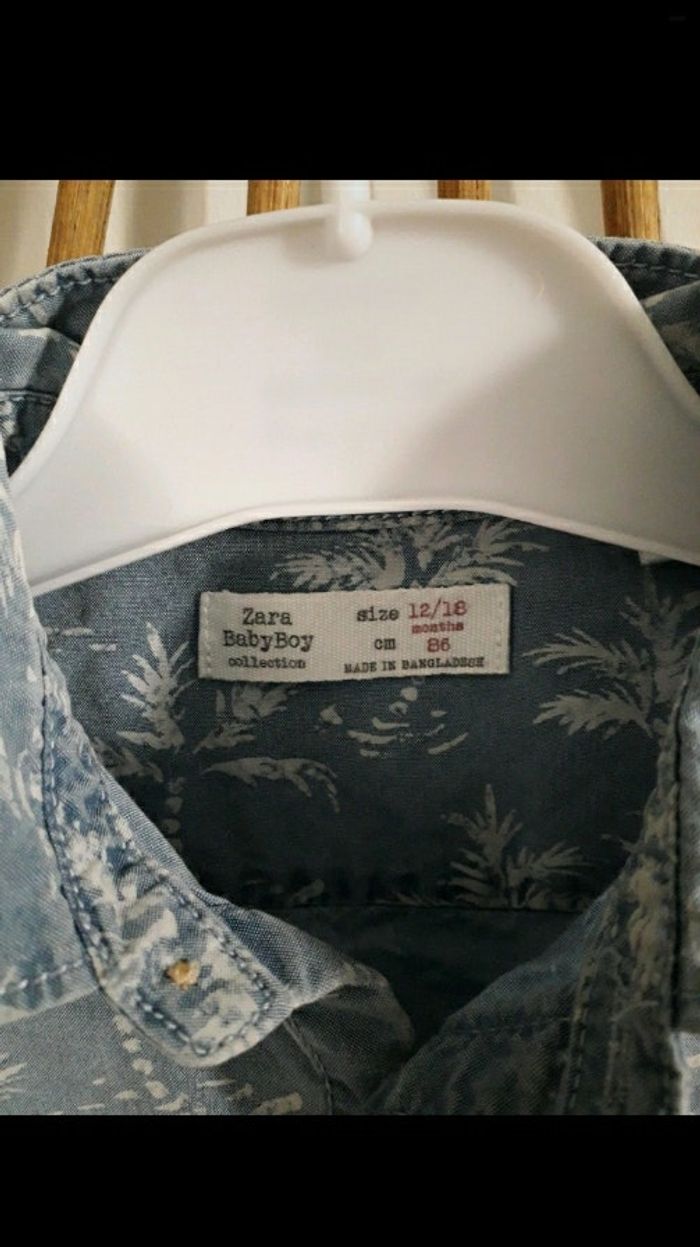 Zara
BabyBoy
collection
size 12/18
months
cm 86
MADE IN BANGLADESH